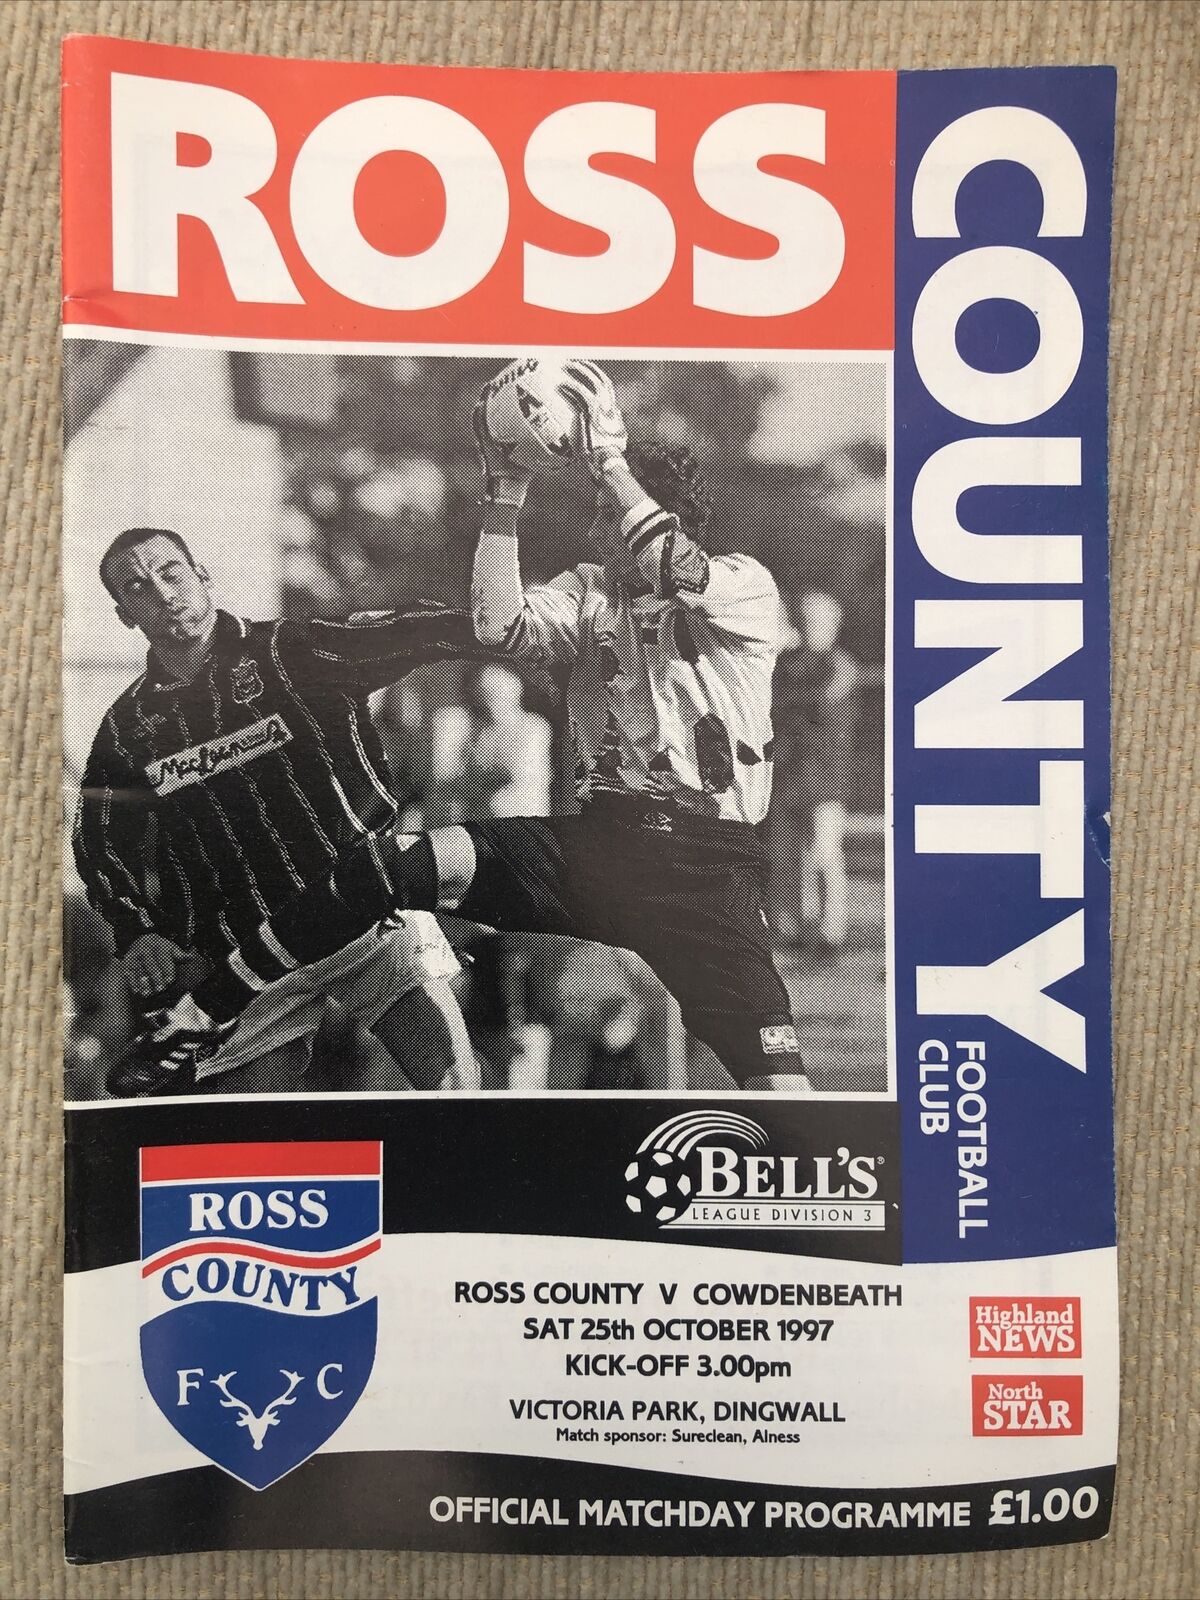 ROSS
COUNTY
FOOTBALL
CLUB
BELL'S®
LEAGUE DIVISION 3
ROSS
COUNTY
F C
ROSS COUNTY V COWDENBEATH
SAT 25th OCTOBER 1997
KICK-OFF 3.00pm
VICTORIA PARK, DINGWALL
Match sponsor: Sureclean, Alness
Highland
NEWS
North
STAR
OFFICIAL MATCHDAY PROGRAMME £1.00